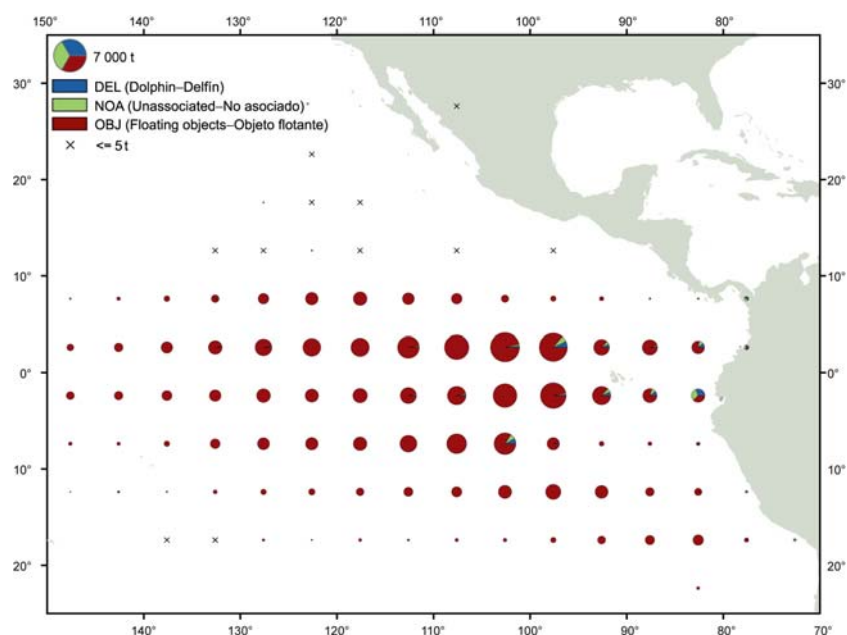 150° 140° 130° 120° 110° 100° 90° 80° 70°
7 000 t
DEL (Dolphin–Delfín)
NOA (Unassociated–No asociado)
OBJ (Floating objects–Objeto flotante)
<= 5 t
30° 30°
20° 20°
10° 10°
0° 0°
10° 10°
20° 20°
140° 130° 120° 110° 100° 90° 80° 70°